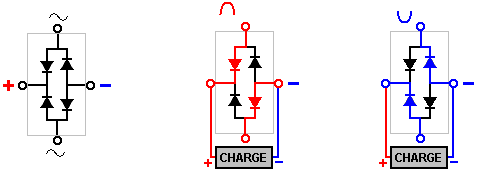 + −
− −
CHARGE CHARGE
+ − + −